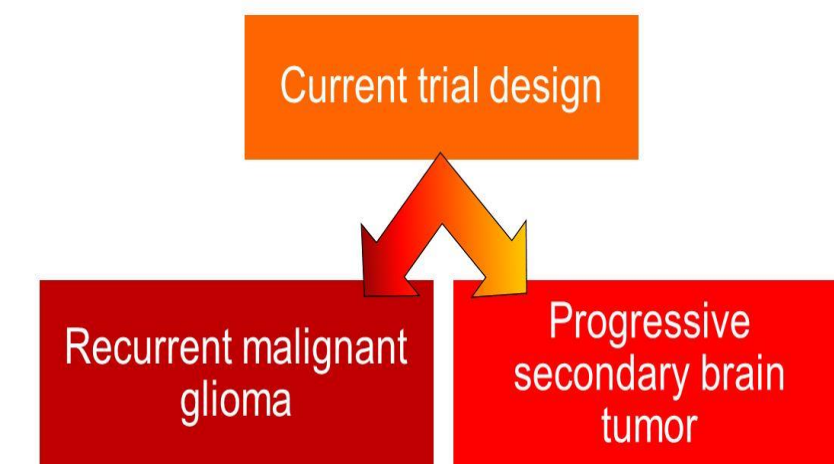 Current trial design
Recurrent malignant
glioma
Progressive
secondary brain
tumor